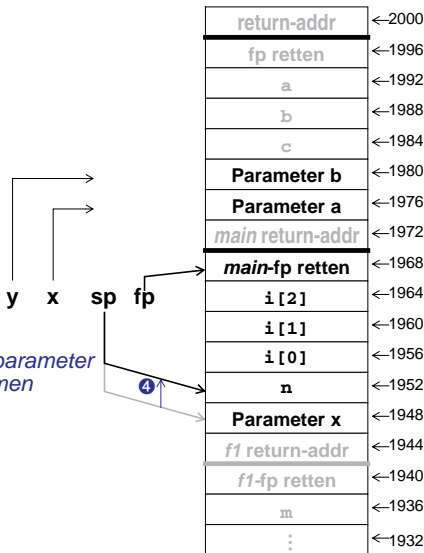 return-addr ←2000
fp retten ←1996
a ←1992
b ←1988
c ←1984
Parameter b ←1980
Parameter a ←1976
main return-addr ←1972
main-fp retten ←1968
y x sp fp
i[2] ←1964
i[1] ←1960
i[0] ←1956
parameter
men
❹
n ←1952
Parameter x ←1948
f1 return-addr ←1944
f1-fp retten ←1940
m ←1936
⋮ ←1932